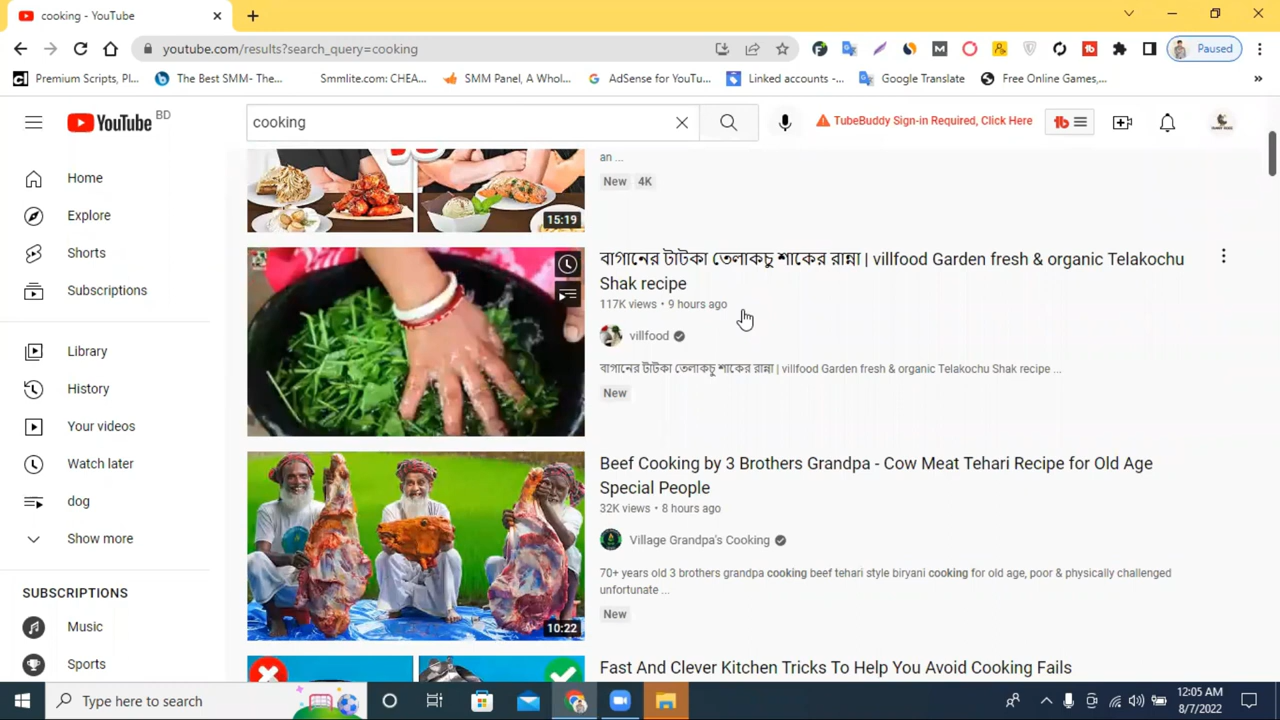 cooking - YouTube
youtube.com/results?search_query=cooking
Paused
Premium Scripts, Pl...
The Best SMM- The...
Smmlite.com: CHEA...
SMM Panel, A Whol...
AdSense for YouTu...
Linked accounts -...
Google Translate
Free Online Games,...
YouTube BD
cooking
TubeBuddy Sign-in Required, Click Here
tb
Home
Explore
Shorts
Subscriptions
Library
History
Your videos
Watch later
dog
Show more
SUBSCRIPTIONS
Music
Sports
an ...
New 4K
15:19
বাগানের টাটকা তেলাকচু শাকের রান্না | villfood Garden fresh & organic Telakochu
Shak recipe
117K views • 9 hours ago
villfood
বাগানের টাটকা তেলাকচু শাকের রান্না | villfood Garden fresh & organic Telakochu Shak recipe ...
New
Beef Cooking by 3 Brothers Grandpa - Cow Meat Tehari Recipe for Old Age
Special People
32K views • 8 hours ago
Village Grandpa's Cooking
70+ years old 3 brothers grandpa cooking beef tehari style biryani cooking for old age, poor & physically challenged
unfortunate ...
New
10:22
Fast And Clever Kitchen Tricks To Help You Avoid Cooking Fails
Type here to search
12:05 AM
8/7/2022